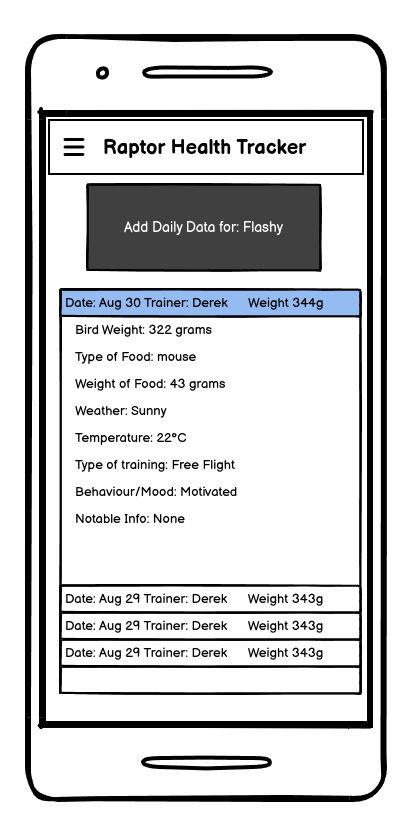 Raptor Health Tracker
Add Daily Data for: Flashy
Date: Aug 30 Trainer: Derek Weight 344g
Bird Weight: 322 grams
Type of Food: mouse
Weight of Food: 43 grams
Weather: Sunny
Temperature: 22°C
Type of training: Free Flight
Behaviour/Mood: Motivated
Notable Info: None
Date: Aug 29 Trainer: Derek Weight 343g
Date: Aug 29 Trainer: Derek Weight 343g
Date: Aug 29 Trainer: Derek Weight 343g